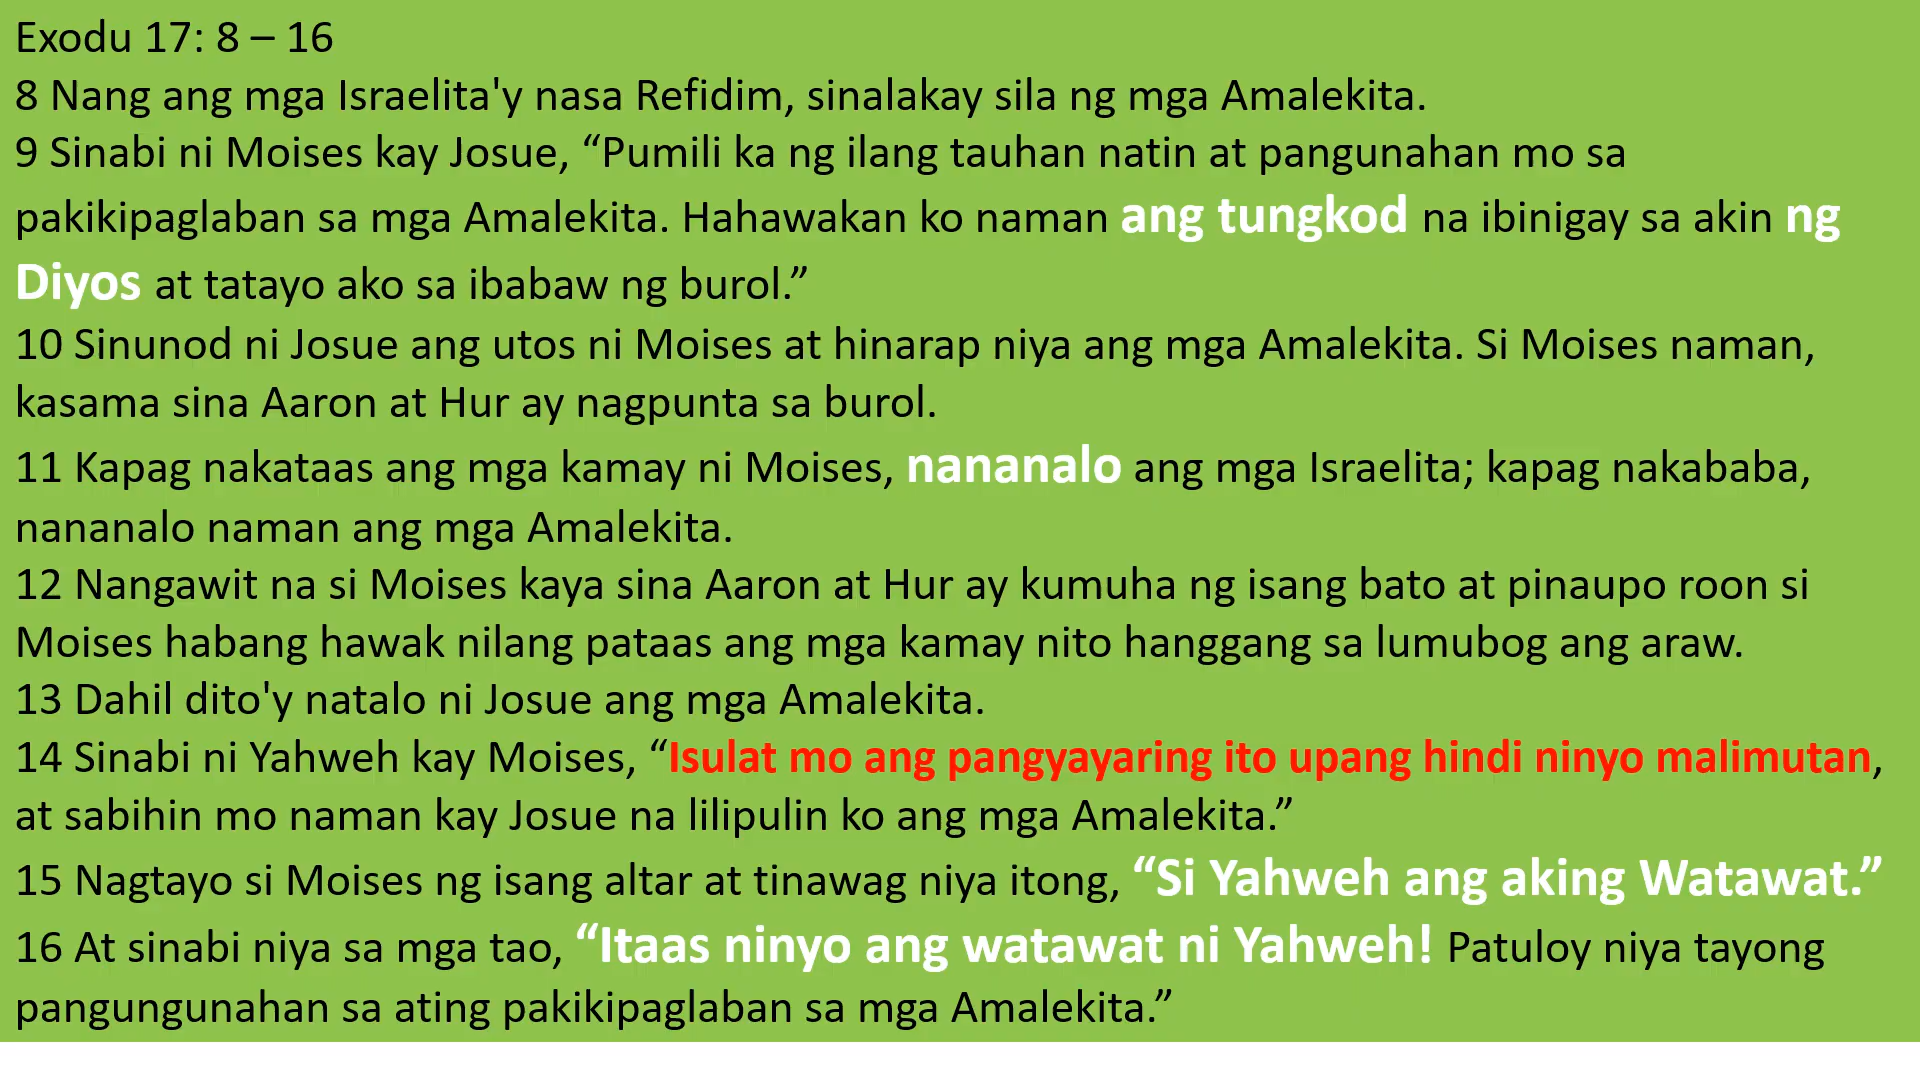 Exodu 17: 8 – 16
8 Nang ang mga Israelita'y nasa Refidim, sinalakay sila ng mga Amalekita.
9 Sinabi ni Moises kay Josue, “Pumili ka ng ilang tauhan natin at pangunahan mo sa
pakikipaglaban sa mga Amalekita. Hahawakan ko naman ang tungkod na ibinigay sa akin ng
Diyos at tatayo ako sa ibabaw ng burol.”
10 Sinunod ni Josue ang utos ni Moises at hinarap niya ang mga Amalekita. Si Moises naman,
kasama sina Aaron at Hur ay nagpunta sa burol.
11 Kapag nakataas ang mga kamay ni Moises, nananalo ang mga Israelita; kapag nakababa,
nananalo naman ang mga Amalekita.
12 Nangawit na si Moises kaya sina Aaron at Hur ay kumuha ng isang bato at pinaupo roon si
Moises habang hawak nilang pataas ang mga kamay nito hanggang sa lumubog ang araw.
13 Dahil dito'y natalo ni Josue ang mga Amalekita.
14 Sinabi ni Yahweh kay Moises, “Isulat mo ang pangyayaring ito upang hindi ninyo malimutan,
at sabihin mo naman kay Josue na lilipulin ko ang mga Amalekita.”
15 Nagtayo si Moises ng isang altar at tinawag niya itong, “Si Yahweh ang aking Watawat.”
16 At sinabi niya sa mga tao, “Itaas ninyo ang watawat ni Yahweh! Patuloy niya tayong
pangungunahan sa ating pakikipaglaban sa mga Amalekita.”